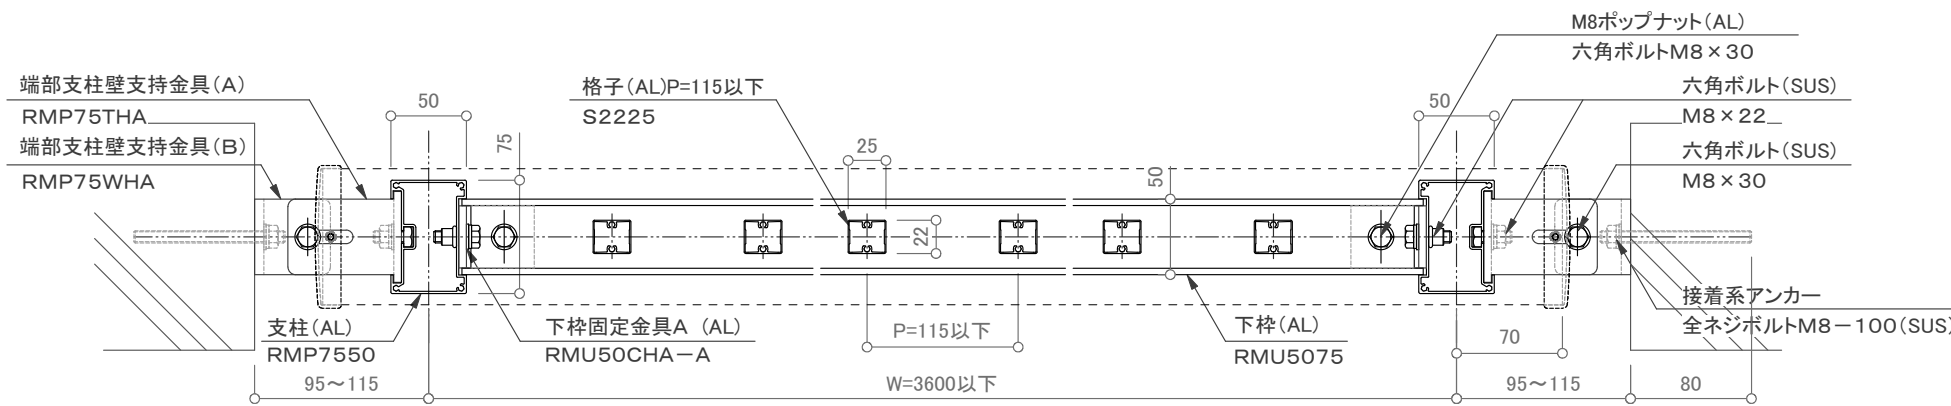 M8ポップナット(AL)
六角ボルトM8×30
端部支柱壁支持金具(A)
RMP75THA
端部支柱壁支持金具(B)
RMP75WHA
50
75
格子(AL)P=115以下
S2225
25
22
50
50
六角ボルト(SUS)
M8×22
六角ボルト(SUS)
M8×30
支柱(AL)
RMP7550
下枠固定金具A (AL)
RMU50CHA-A
P=115以下
下枠(AL)
RMU5075
70
接着系アンカー
全ネジボルトM8-100(SUS)
95～115
W=3600以下
95～115
80